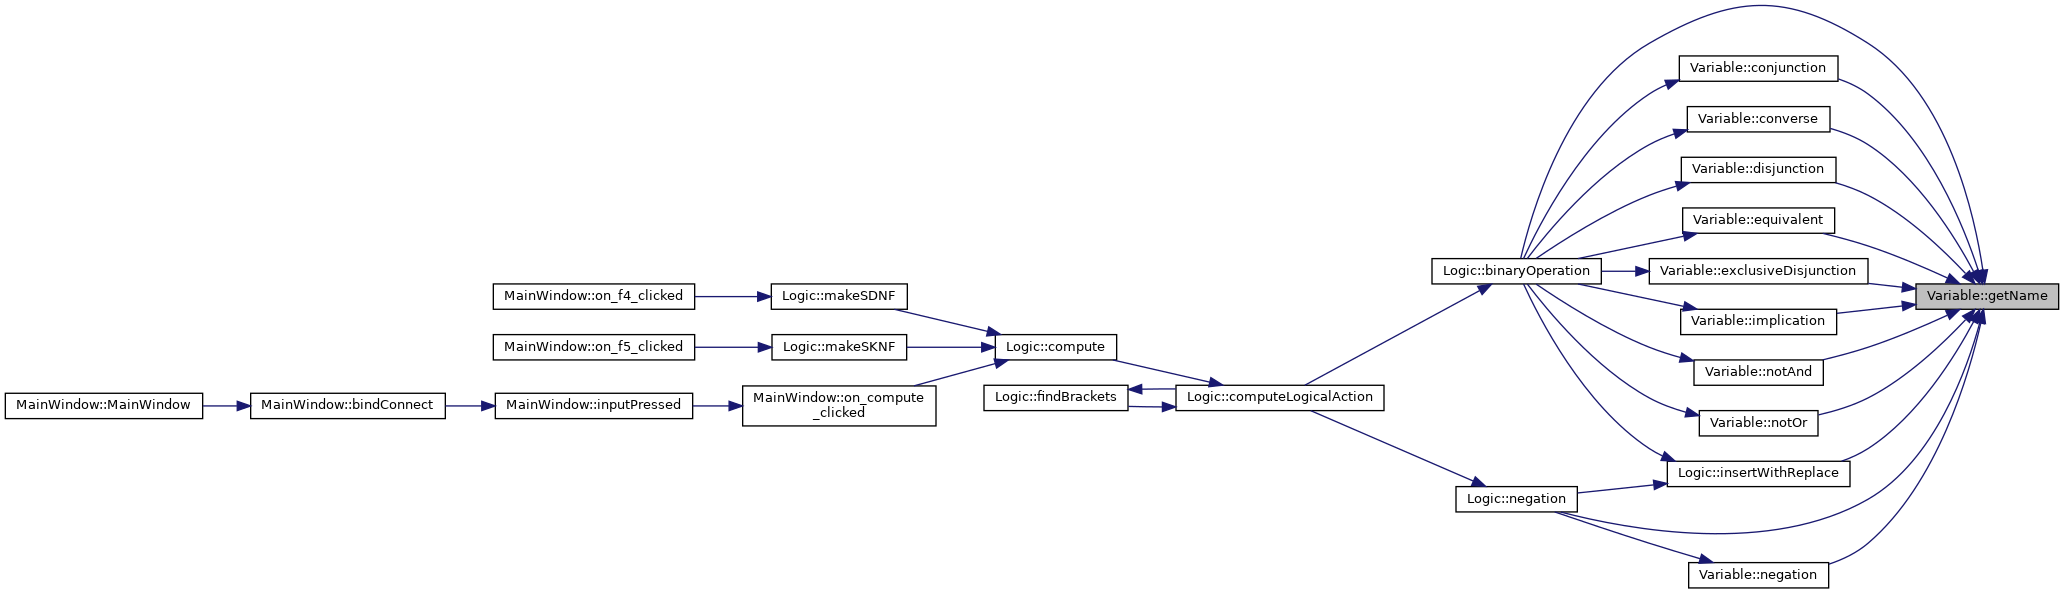 Variable::conjunction
Variable::converse
Variable::disjunction
Variable::equivalent
Logic::binaryOperation
Variable::exclusiveDisjunction
MainWindow::on_f4_clicked
Logic::makeSDNF
Variable::getName
Variable::implication
MainWindow::on_f5_clicked
Logic::makeSKNF
Logic::compute
Variable::notAnd
MainWindow::MainWindow
MainWindow::bindConnect
MainWindow::inputPressed
MainWindow::on_compute
_clicked
Logic::findBrackets
Logic::computeLogicalAction
Variable::notOr
Logic::insertWithReplace
Logic::negation
Variable::negation